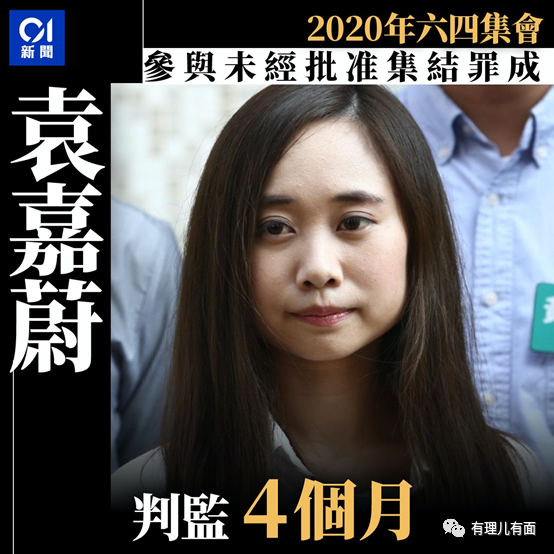 01
新聞
2020年六四集會
參與未經批准集結罪成
袁嘉蔚
判監 4個月
有理儿有面